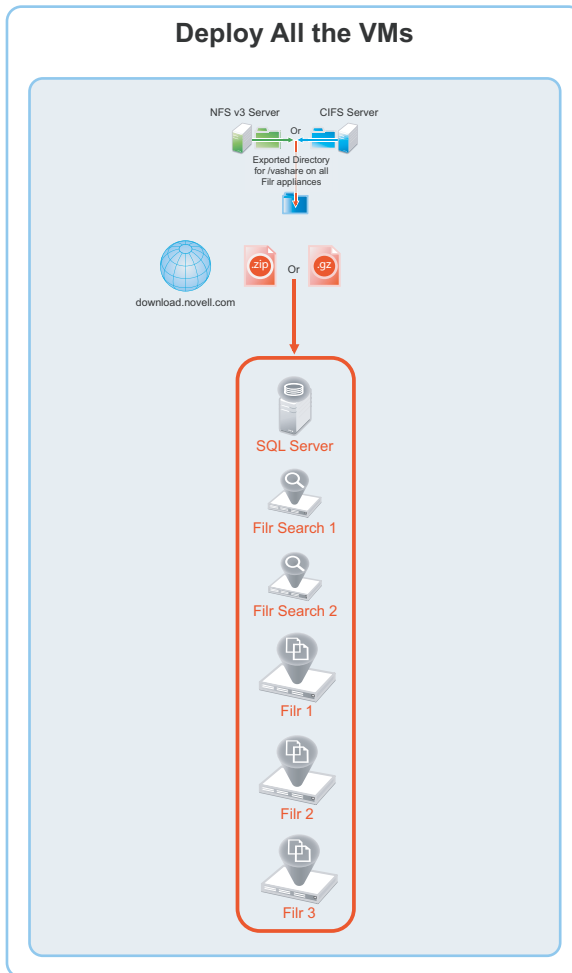 Deploy All the VMs
NFS v3 Server
CIFS Server
Or
Exported Directory
for /vashare on all
Filr appliances
download.novell.com
.zip
Or
.gz
SQL Server
Filr Search 1
Filr Search 2
Filr 1
Filr 2
Filr 3